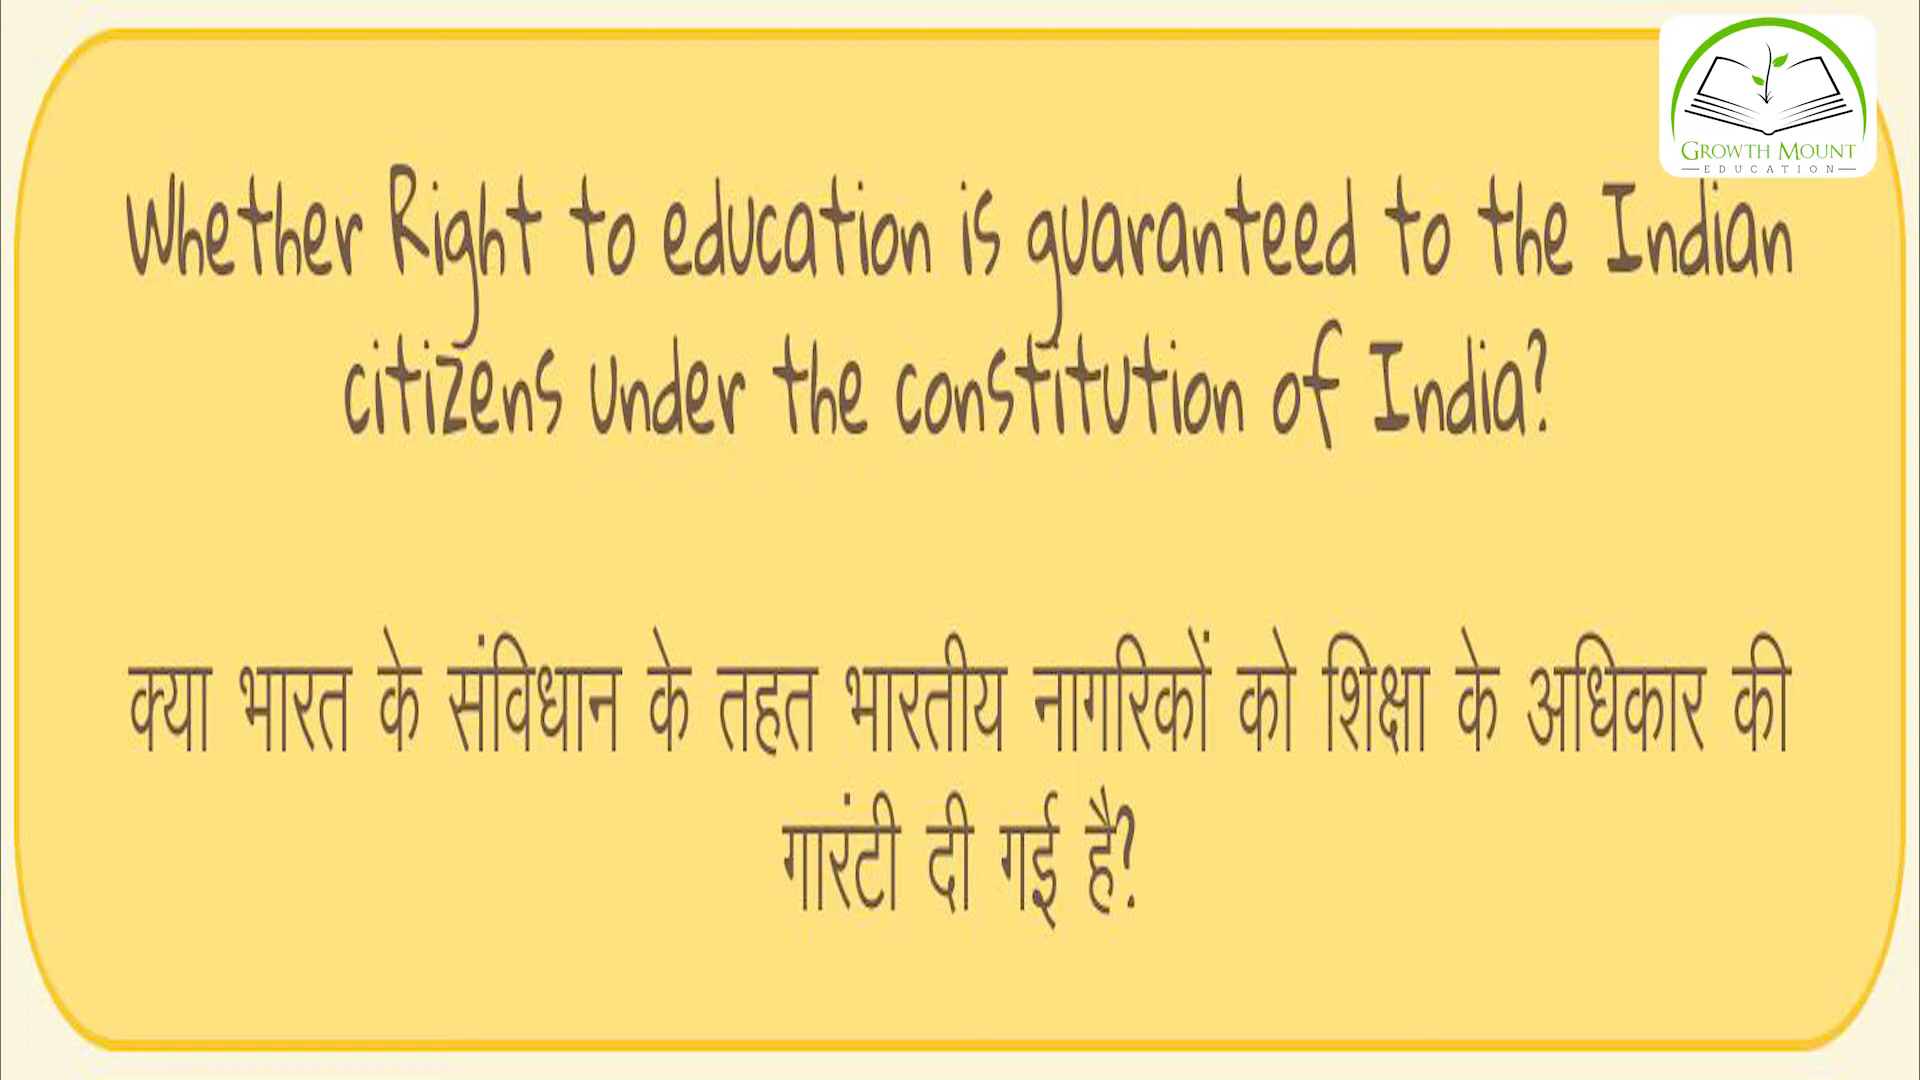 GROWTH MOUNT
EDUCATION
Whether Right to education is guaranteed to the Indian
citizens under the constitution of India?
क्या भारत के संविधान के तहत भारतीय नागरिकों को शिक्षा के अधिकार की
गारंटी दी गई है?